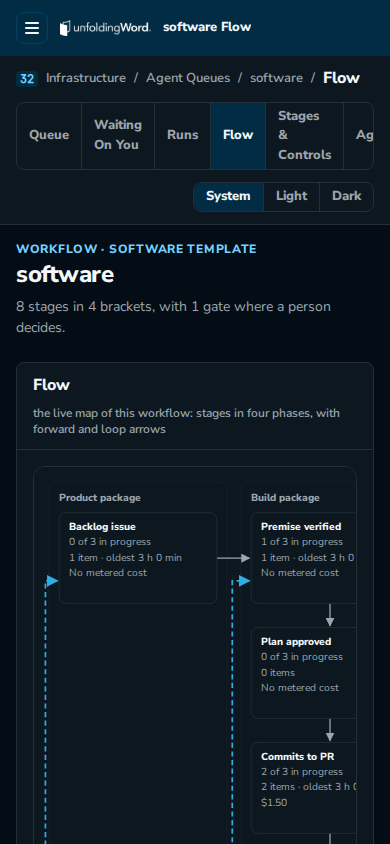 unfoldingWord. software Flow
32 Infrastructure / Agent Queues / software / Flow
Queue
Waiting
On You
Runs
Flow
Stages
&
Controls
Ag
System Light Dark
WORKFLOW · SOFTWARE TEMPLATE
software
8 stages in 4 brackets, with 1 gate where a person
decides.
Flow
the live map of this workflow: stages in four phases, with
forward and loop arrows
Product package
Backlog issue
0 of 3 in progress
1 item · oldest 3 h 0 min
No metered cost
Build package
Premise verified
1 of 3 in progress
1 item · oldest 3 h 0
No metered cost
Plan approved
0 of 3 in progress
0 items
No metered cost
Commits to PR
2 of 3 in progress
2 items · oldest 3 h 0
$1.50